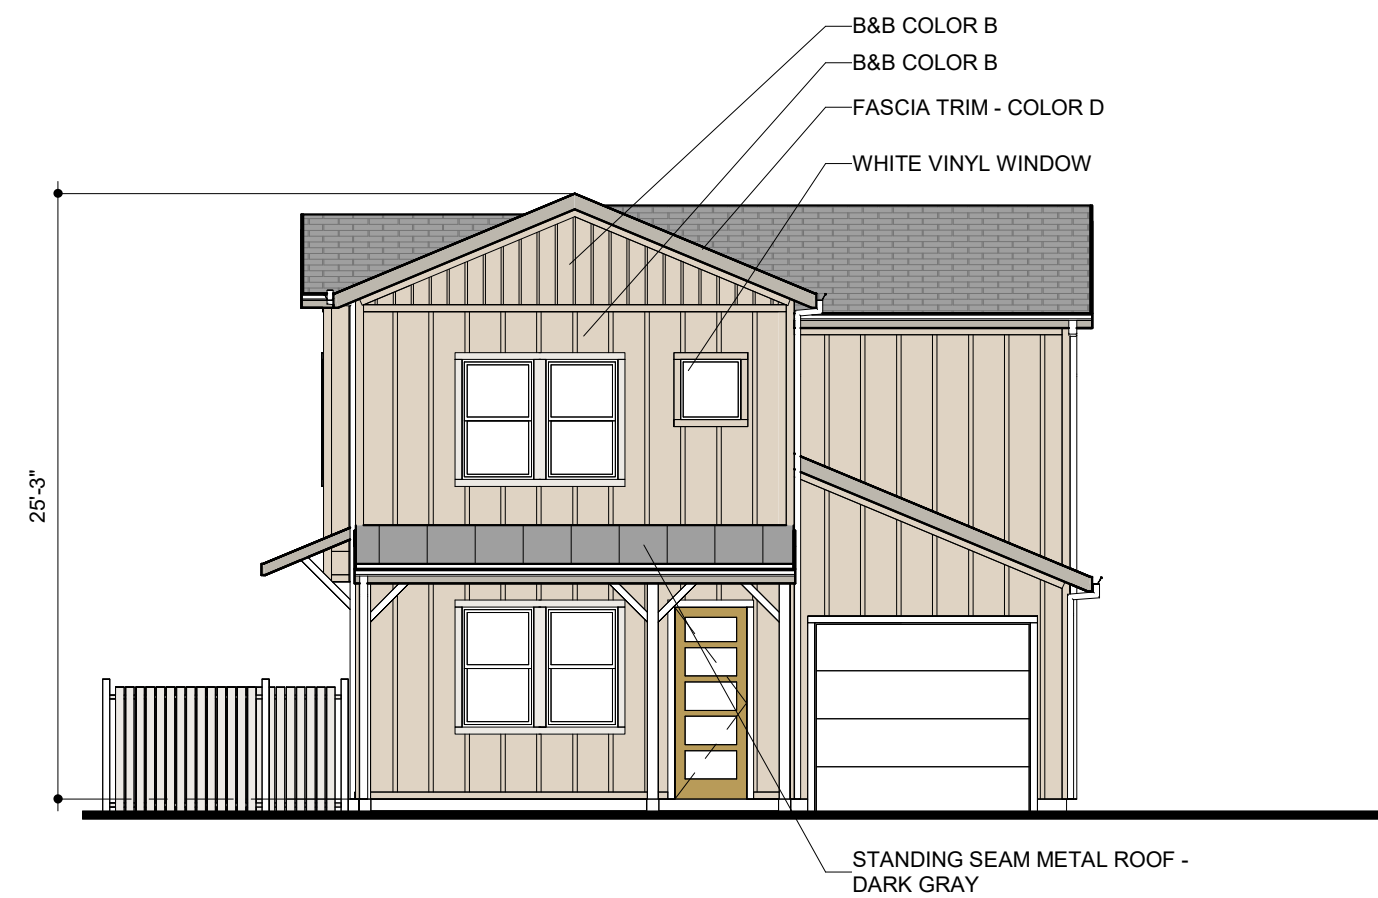 B&B COLOR B
B&B COLOR B
FASCIA TRIM - COLOR D
WHITE VINYL WINDOW
25'-3"
STANDING SEAM METAL ROOF -
DARK GRAY